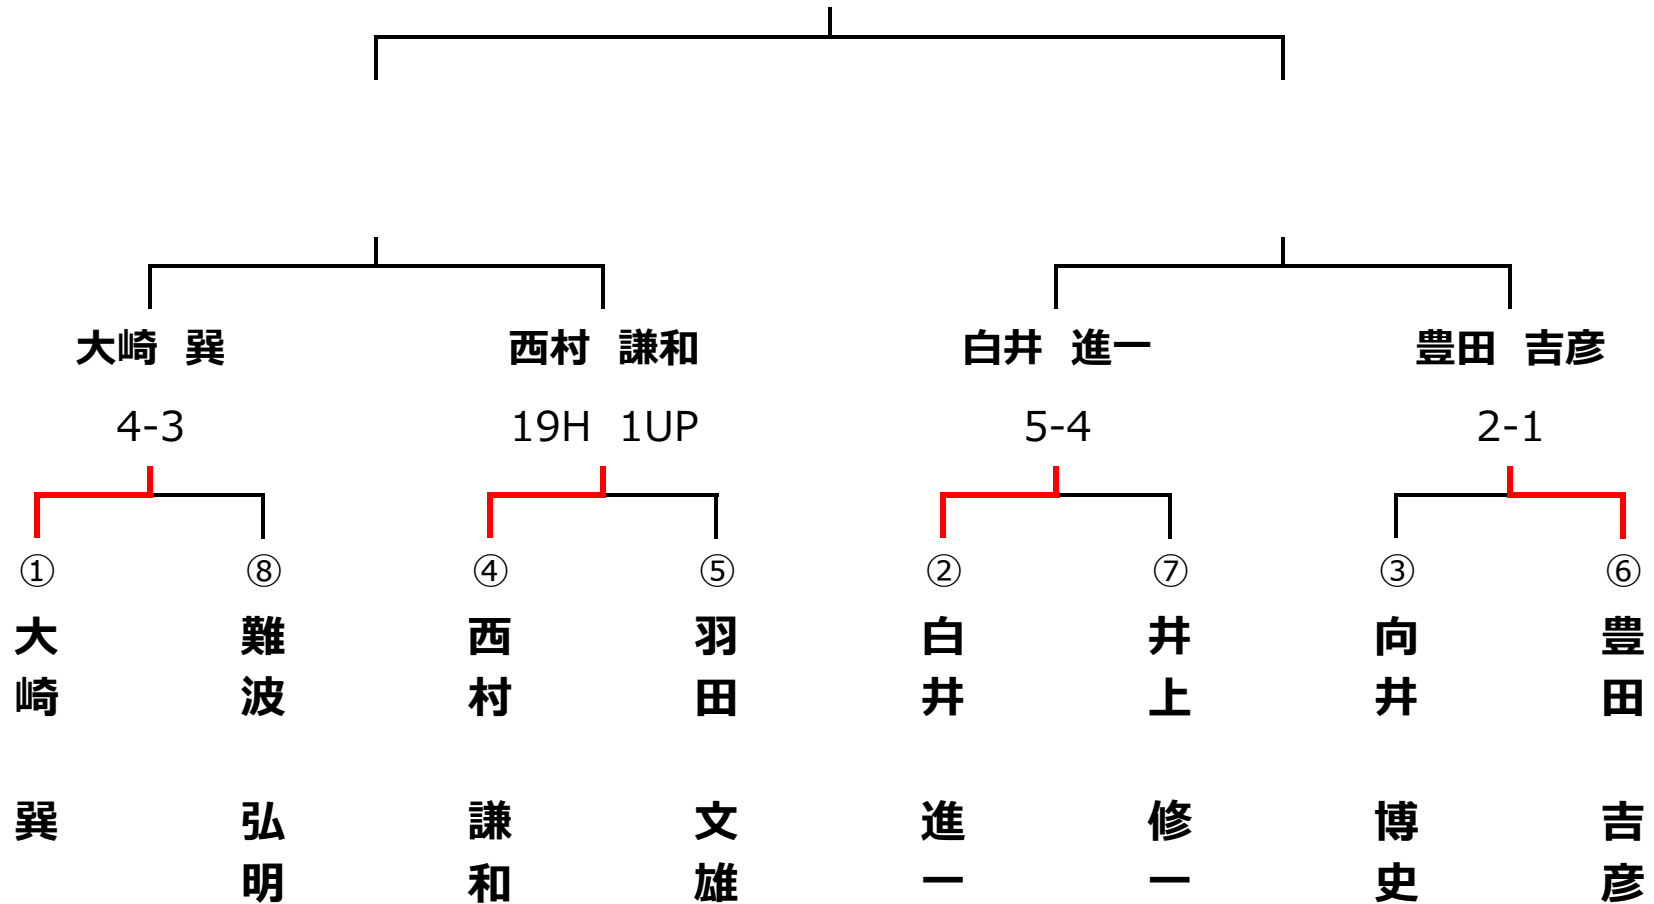 大崎 巽
西村 謙和
白井 進一
豊田 吉彦
4-3
19H 1UP
5-4
2-1
①
⑧
④
⑤
②
⑦
③
⑥
大崎 巽
難波 弘明
西村 謙和
羽田 文雄
白井 進一
井上 修一
向井 博史
豊田 吉彦